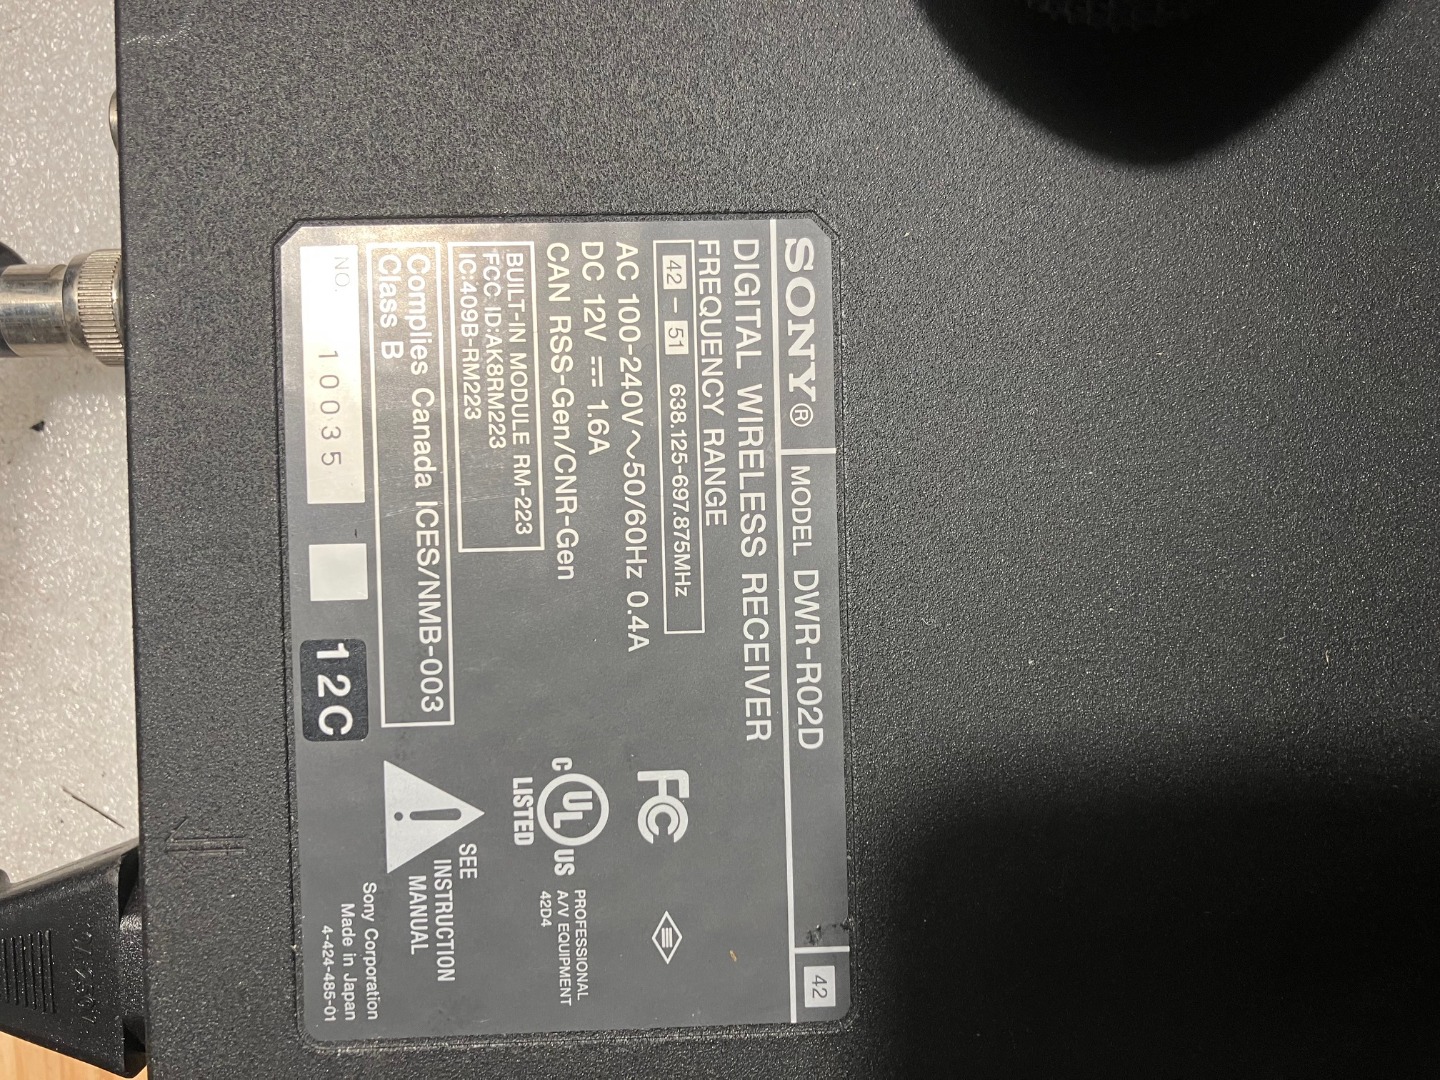 SONY® MODEL DWR-R02D 42
DIGITAL WIRELESS RECEIVER
FREQUENCY RANGE
42 – 51 638.125-697.875MHz
AC 100-240V～50/60Hz 0.4A
DC 12V ⎓ 1.6A
CAN RSS-Gen/CNR-Gen
BUILT-IN MODULE RM-223
FCC ID:AK8RM223
IC:409B-RM223
Complies Canada ICES/NMB-003
Class B
NO. 10035
12C
FC
C UL US
LISTED
PROFESSIONAL
A/V EQUIPMENT
42D4
SEE
INSTRUCTION
MANUAL
Sony Corporation
Made in Japan
4-424-485-01